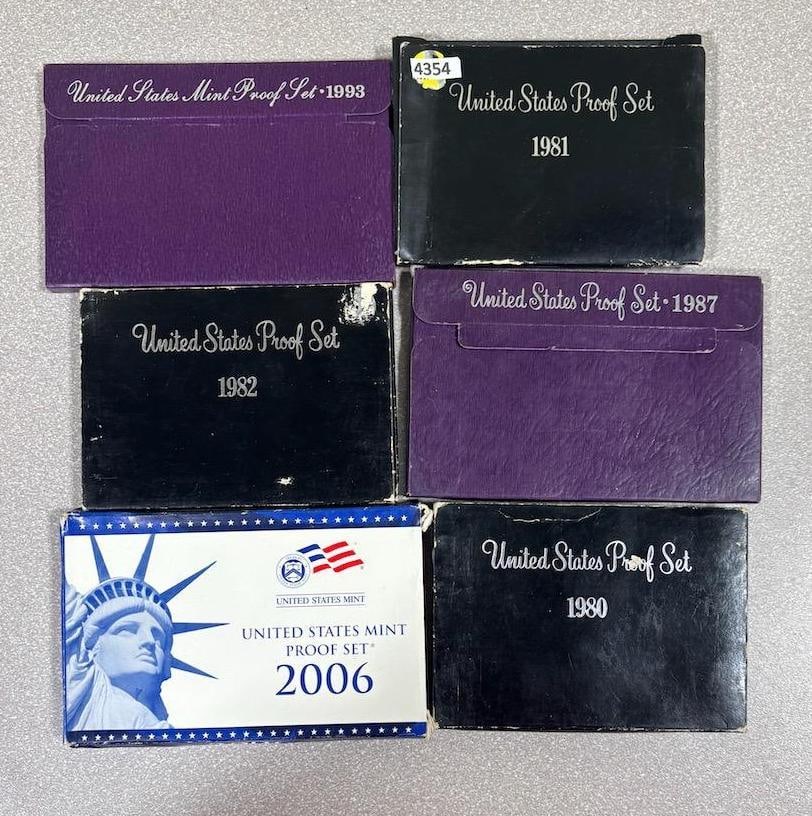 United States Mint Proof Set • 1993
4354
United States Proof Set
1981
United States Proof Set
1982
United States Proof Set • 1987
UNITED STATES MINT
UNITED STATES MINT
PROOF SET®
2006
United States Proof Set
1980